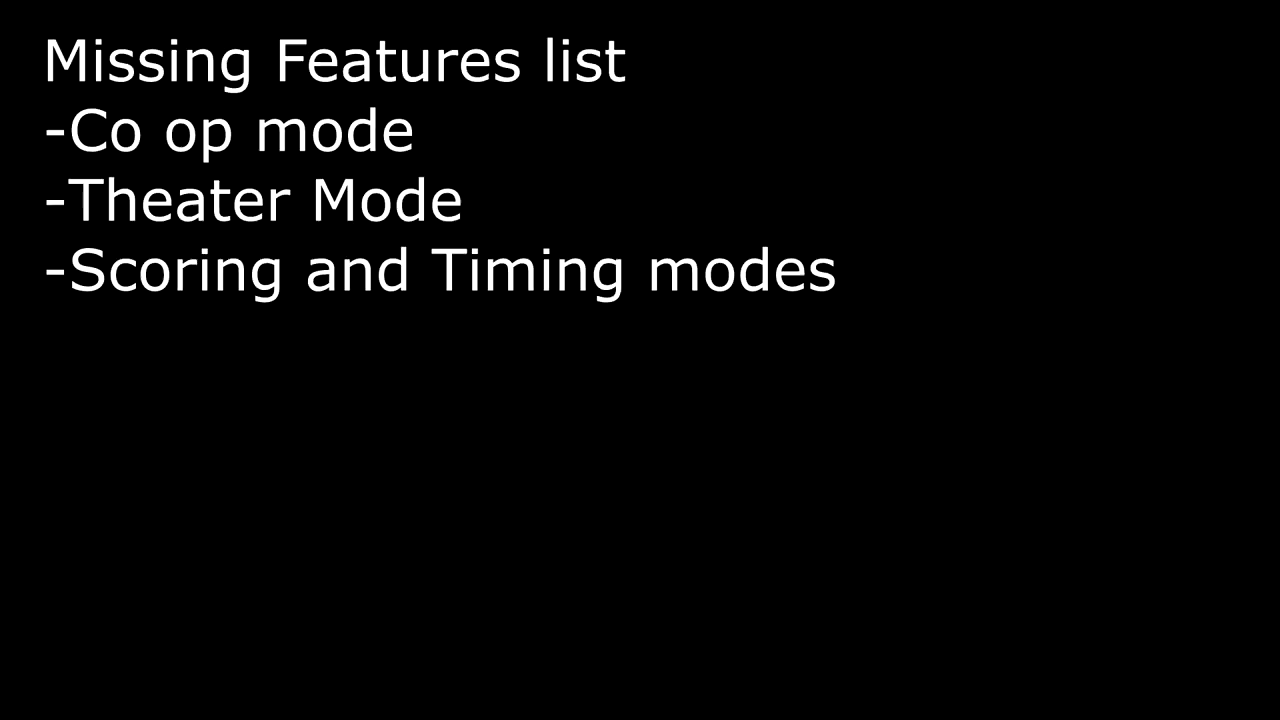 Missing Features list
-Co op mode
-Theater Mode
-Scoring and Timing modes